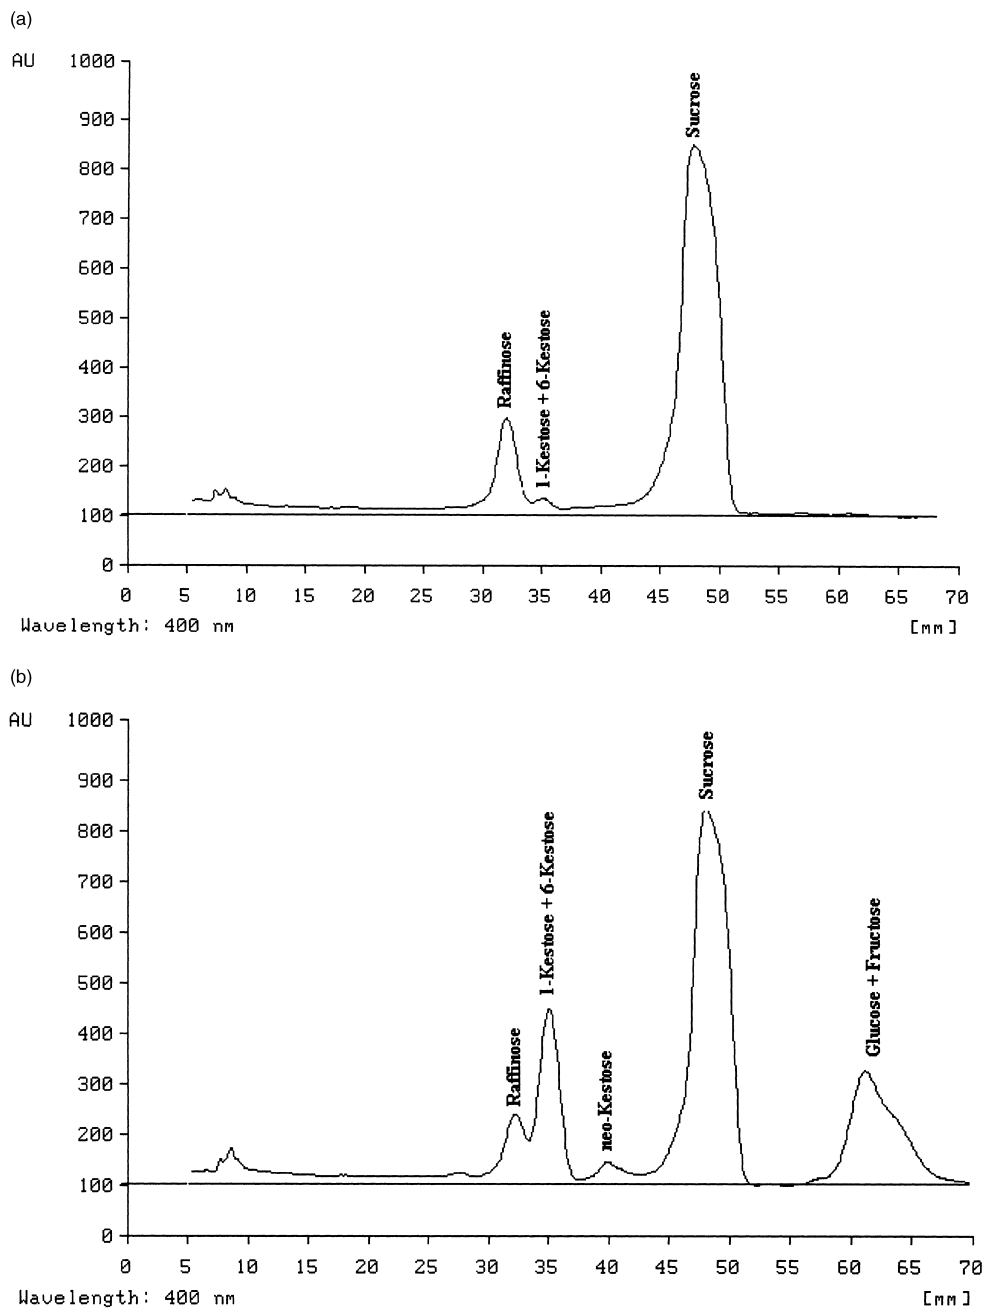 (a)
AU 1000
900
800
700
600
500
400
300
200
100
0
Sucrose
Raffinose
1-Kestose + 6-Kestose
0 5 10 15 20 25 30 35 40 45 50 55 60 65 70
Wavelength: 400 nm [mm]
(b)
AU 1000
900
800
700
600
500
400
300
200
100
0
Sucrose
1-Kestose + 6-Kestose
Glucose + Fructose
Raffinose
neo-Kestose
0 5 10 15 20 25 30 35 40 45 50 55 60 65 70
Wavelength: 400 nm [mm]